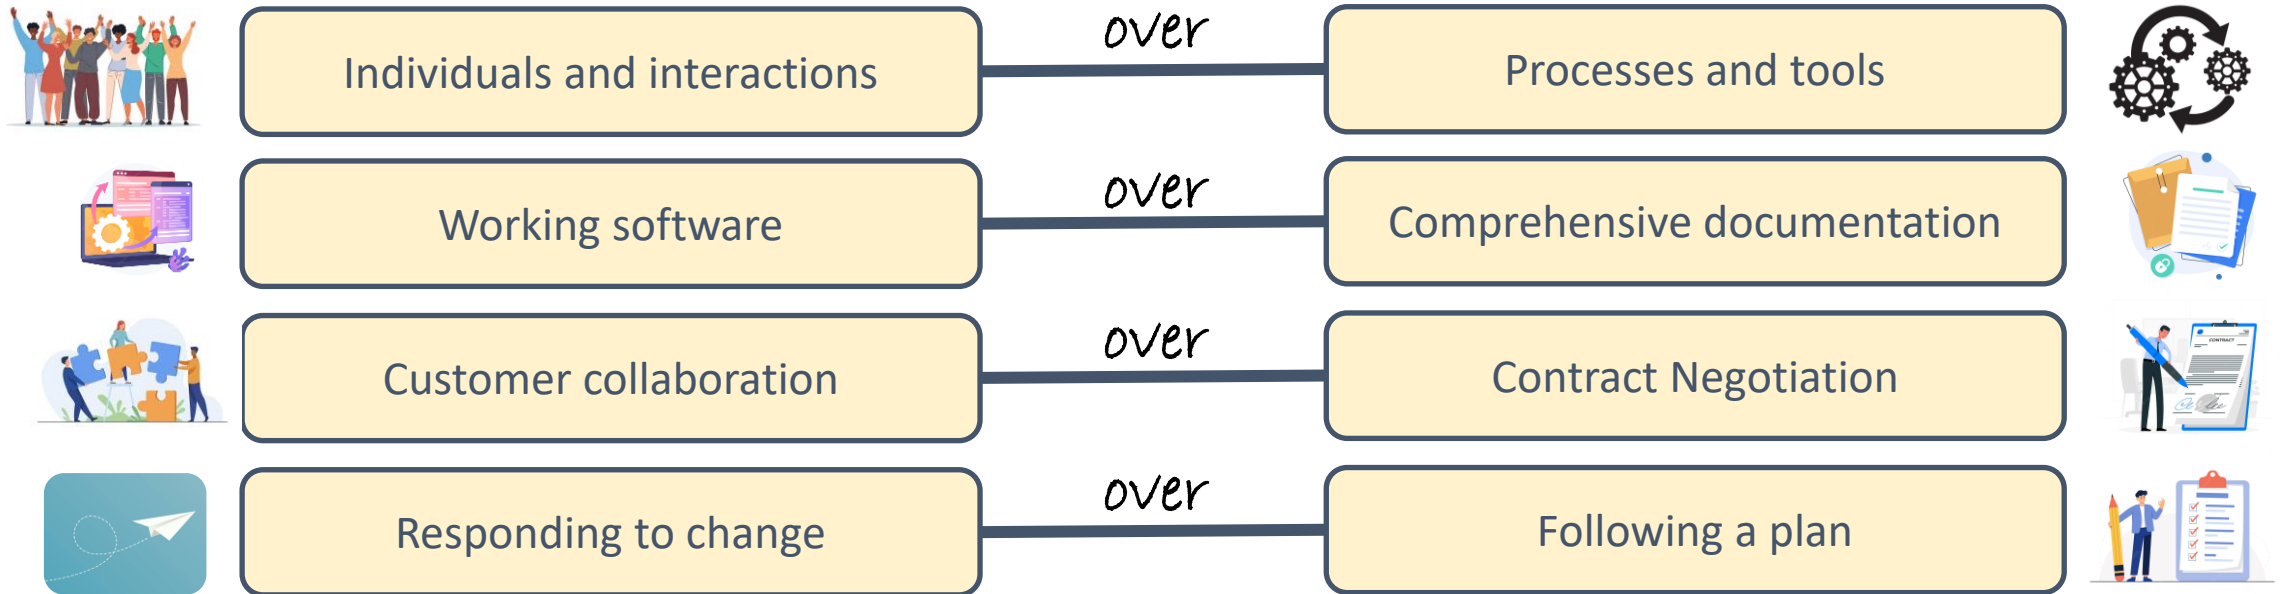 Individuals and interactions over Processes and tools
Working software over Comprehensive documentation
Customer collaboration over Contract Negotiation
CONTRACT
Responding to change over Following a plan